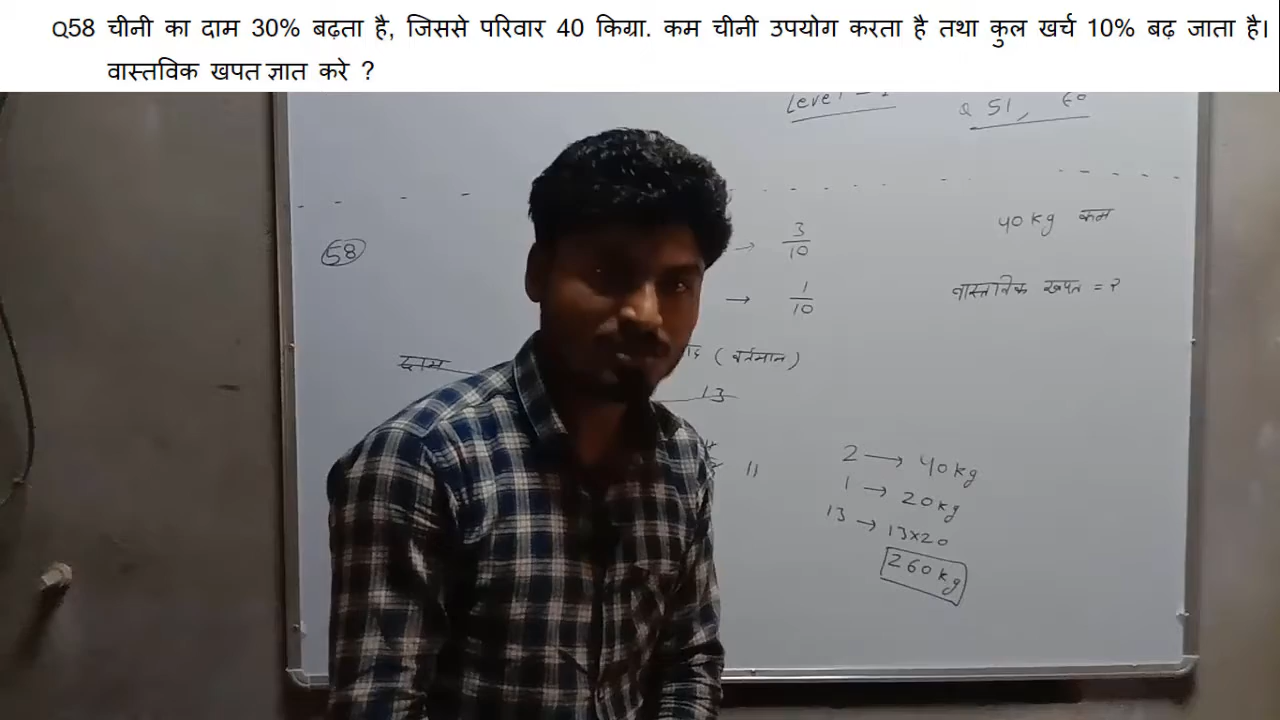 Q58 चीनी का दाम 30% बढ़ता है, जिससे परिवार 40 किग्रा. कम चीनी उपयोग करता है तथा कुल खर्च 10% बढ़ जाता है।
वास्तविक खपत ज्ञात करे ?
Level -
Q 51, 60
58
→ 3/10
40 kg कम
→ 1/10
वास्तविक खपत = ?
दाम
(वर्तमान)
13
11
2 → 40 kg
1 → 20 kg
13 → 13x20
260 kg